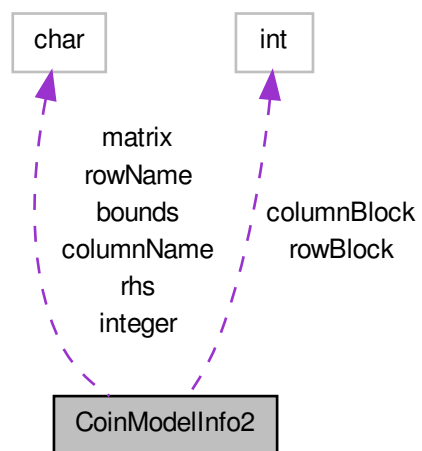 char
int
matrix
rowName
bounds
columnName
rhs
integer
columnBlock
rowBlock
CoinModelInfo2